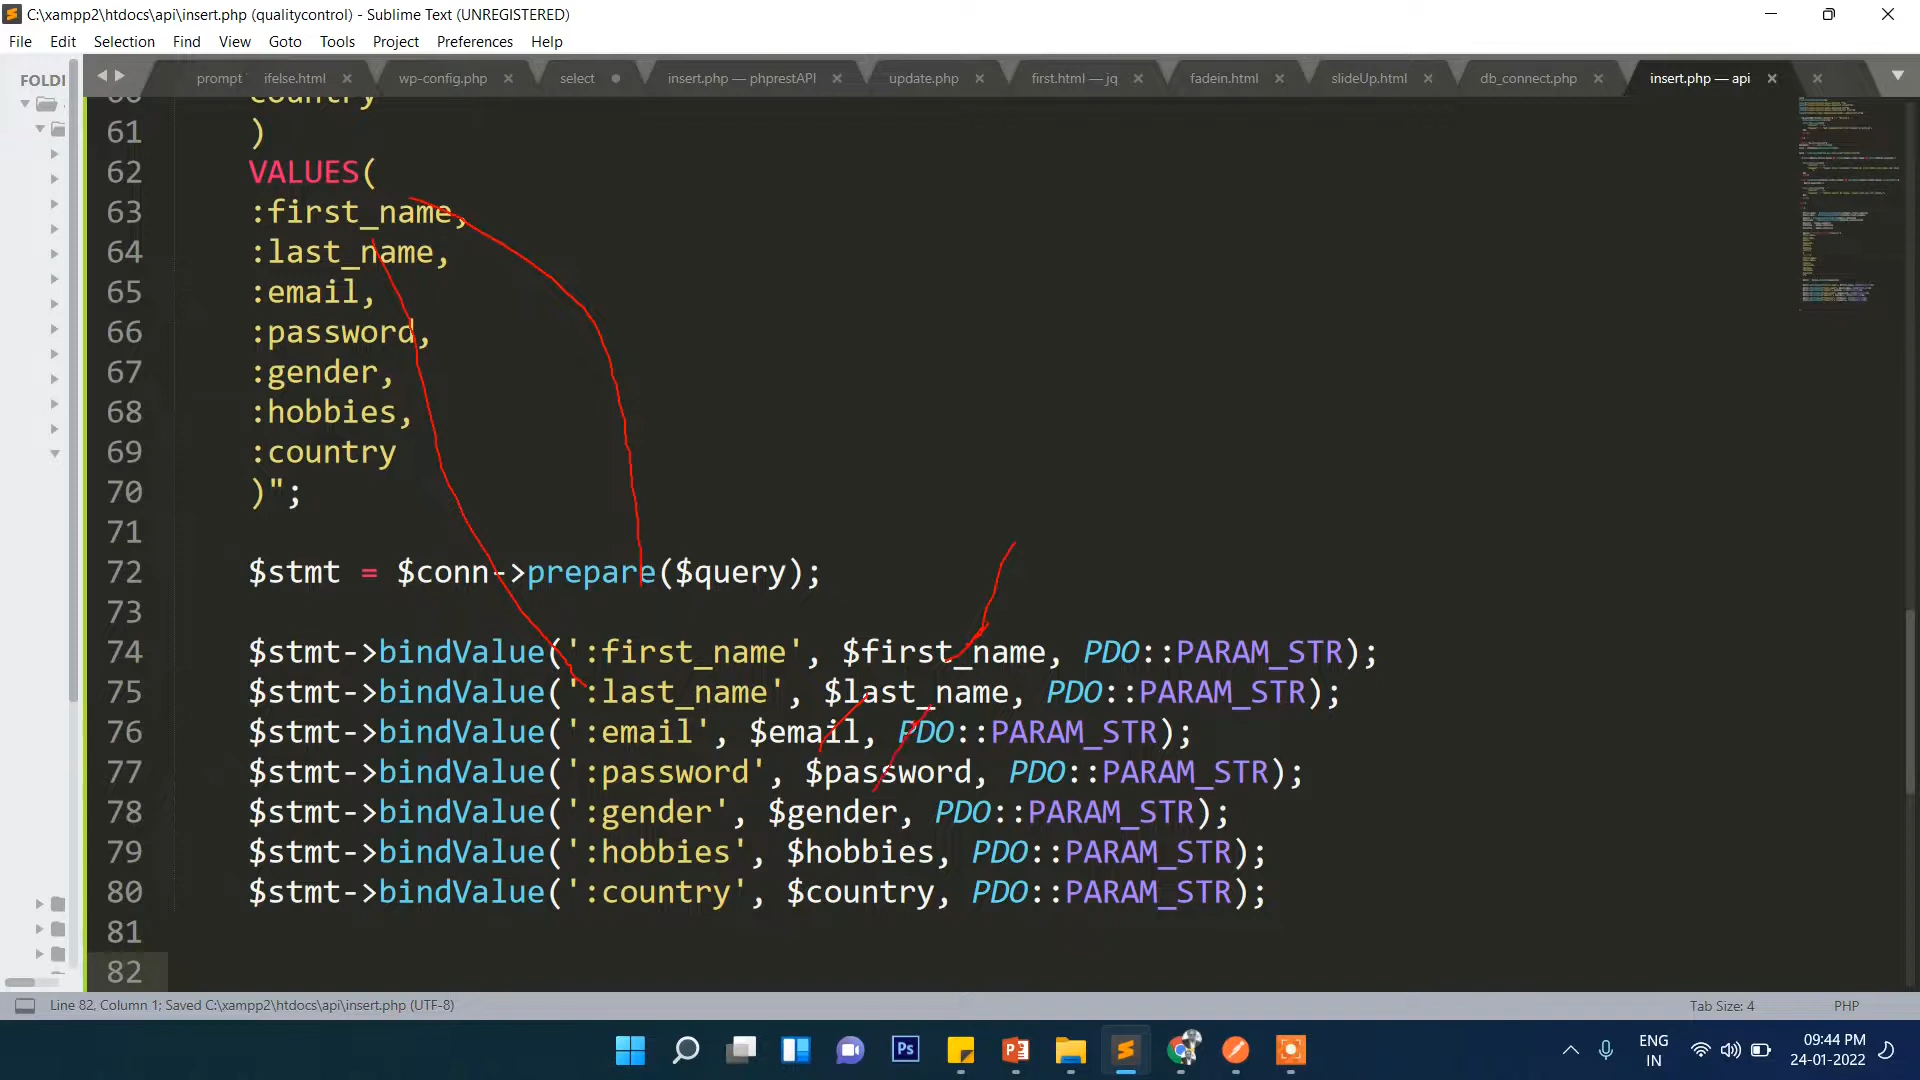 C:\xampp2\htdocs\api\insert.php (qualitycontrol) - Sublime Text (UNREGISTERED)
File Edit Selection Find View Goto Tools Project Preferences Help
FOLDI
prompt ifelse.html wp-config.php select insert.php — phprestAPI update.php first.html — jq fadein.html slideUp.html db_connect.php insert.php — api
60 country
61 )
62 VALUES(
63 :first_name,
64 :last_name,
65 :email,
66 :password,
67 :gender,
68 :hobbies,
69 :country
70 )";
71
72 $stmt = $conn->prepare($query);
73
74 $stmt->bindValue(':first_name', $first_name, PDO::PARAM_STR);
75 $stmt->bindValue(':last_name', $last_name, PDO::PARAM_STR);
76 $stmt->bindValue(':email', $email, PDO::PARAM_STR);
77 $stmt->bindValue(':password', $password, PDO::PARAM_STR);
78 $stmt->bindValue(':gender', $gender, PDO::PARAM_STR);
79 $stmt->bindValue(':hobbies', $hobbies, PDO::PARAM_STR);
80 $stmt->bindValue(':country', $country, PDO::PARAM_STR);
81
82
Line 82, Column 1; Saved C:\xampp2\htdocs\api\insert.php (UTF-8) Tab Size: 4 PHP
Ps
ENG
IN
09:44 PM
24-01-2022